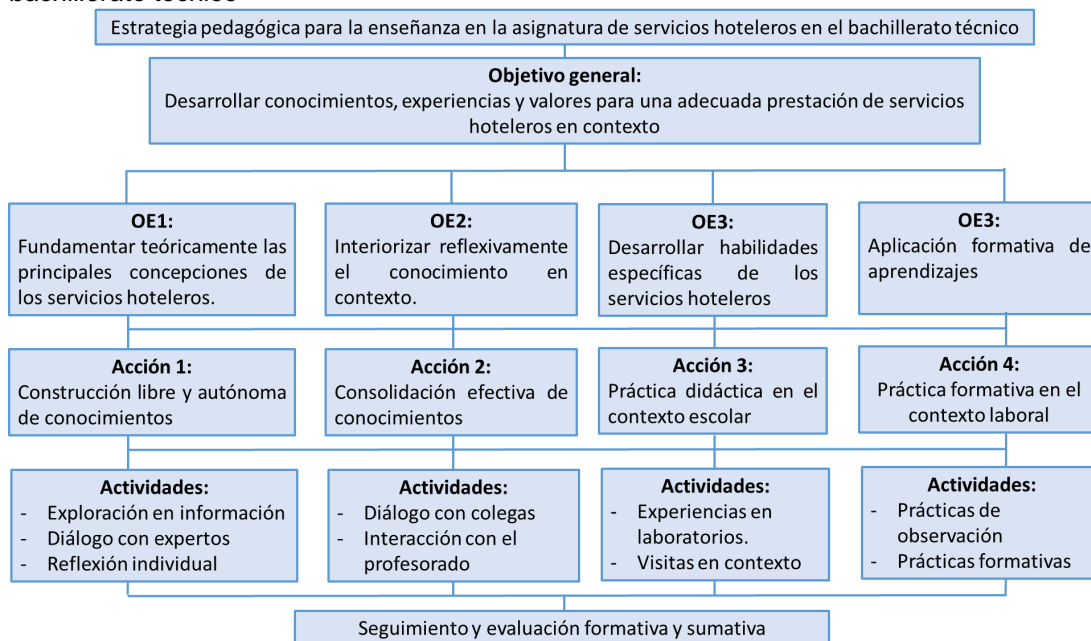 bachillerato técnico
Estrategia pedagógica para la enseñanza en la asignatura de servicios hoteleros en el bachillerato técnico
Objetivo general:
Desarrollar conocimientos, experiencias y valores para una adecuada prestación de servicios
hoteleros en contexto
OE1:
Fundamentar teóricamente las
principales concepciones de
los servicios hoteleros.
OE2:
Interiorizar reflexivamente
el conocimiento en
contexto.
OE3:
Desarrollar habilidades
específicas de los
servicios hoteleros
OE3:
Aplicación formativa de
aprendizajes
Acción 1:
Construcción libre y autónoma
de conocimientos
Acción 2:
Consolidación efectiva de
conocimientos
Acción 3:
Práctica didáctica en el
contexto escolar
Acción 4:
Práctica formativa en el
contexto laboral
Actividades:
- Exploración en información
- Diálogo con expertos
- Reflexión individual
Actividades:
- Diálogo con colegas
- Interacción con el
profesorado
Actividades:
- Experiencias en
laboratorios.
- Visitas en contexto
Actividades:
- Prácticas de
observación
- Prácticas formativas
Seguimiento y evaluación formativa y sumativa